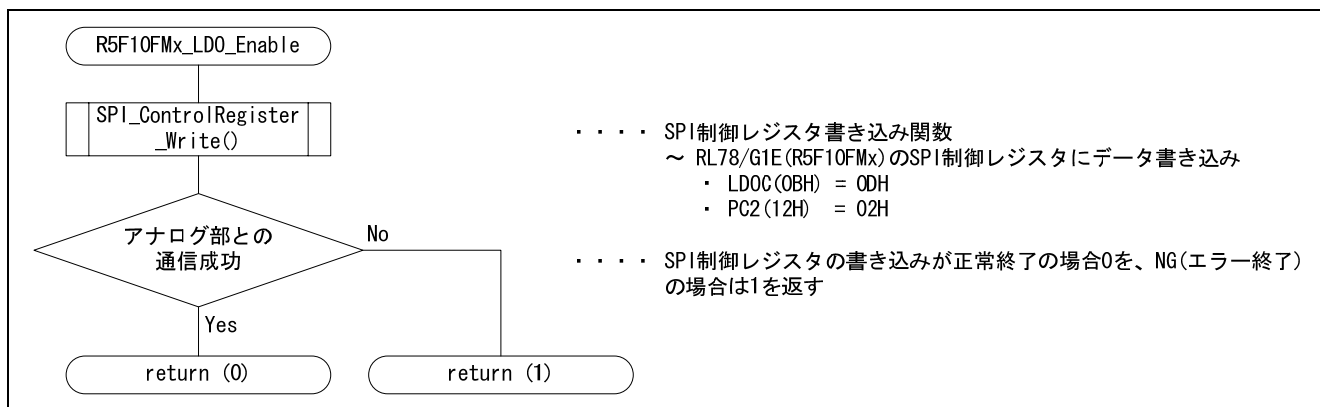 R5F10FMx_LDO_Enable
SPI_ControlRegister
_Write()
・・・・ SPI制御レジスタ書き込み関数
～ RL78/G1E(R5F10FMx)のSPI制御レジスタにデータ書き込み
・ LDOC(0BH) = 0DH
・ PC2(12H) = 02H
アナログ部との
通信成功
No
・・・・ SPI制御レジスタの書き込みが正常終了の場合0を、NG(エラー終了)
の場合は1を返す
Yes
return (0)
return (1)